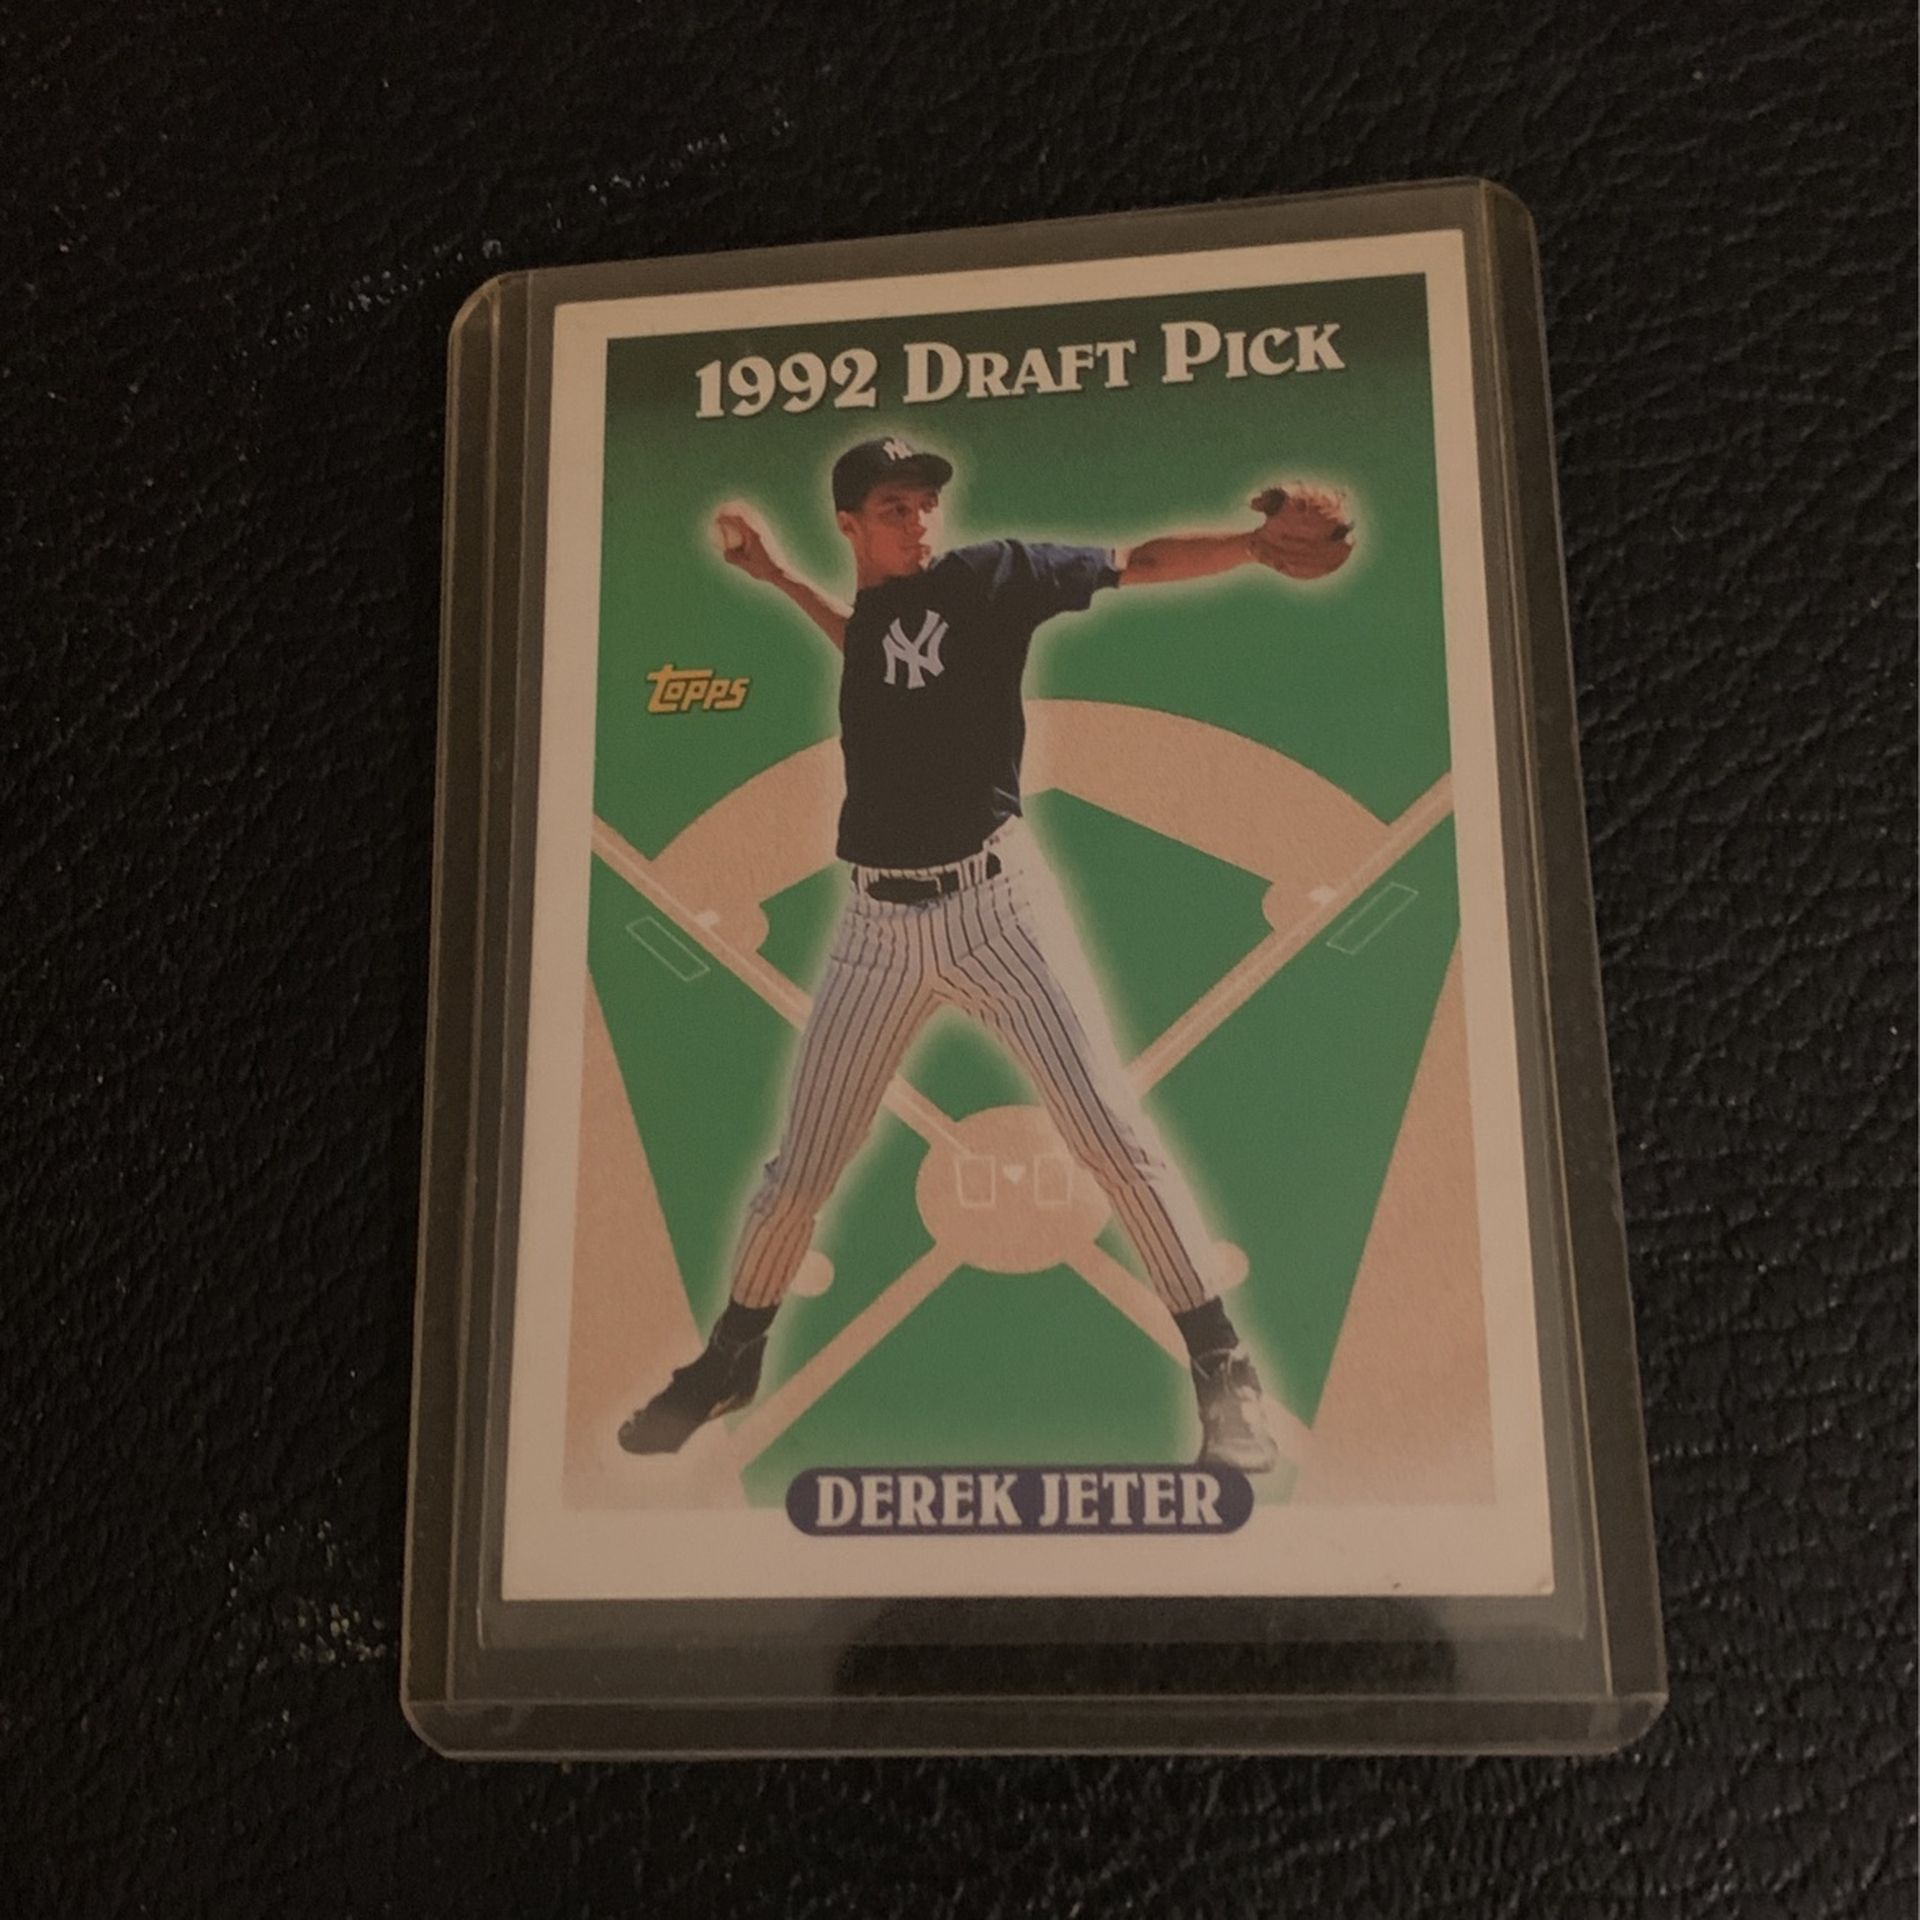 1992 DRAFT PICK
NY
topps
NY
DEREK JETER